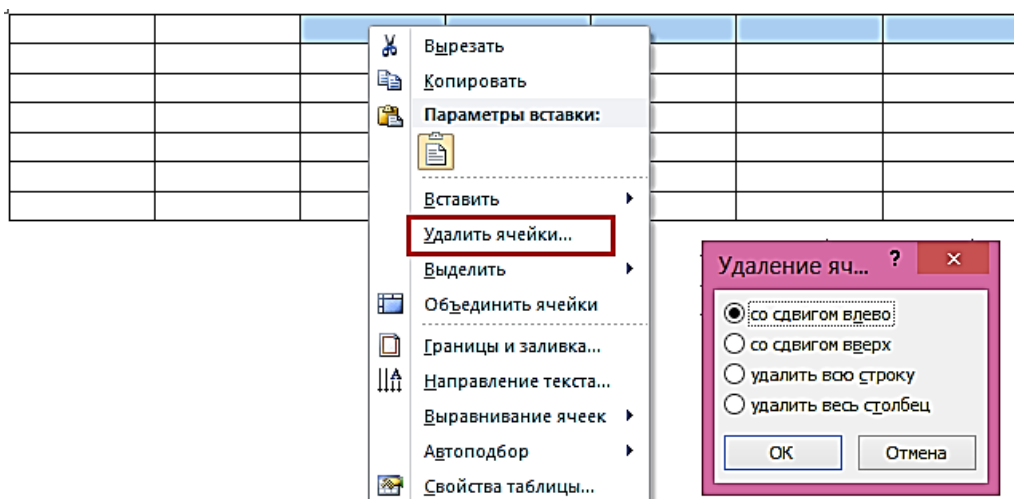 Вырезать
Копировать
Параметры вставки:
Вставить
Удалить ячейки...
Выделить
Объединить ячейки
Границы и заливка...
Направление текста...
Выравнивание ячеек
Автоподбор
Свойства таблицы...
Удаление яч... ? ×
со сдвигом влево
со сдвигом вверх
удалить всю строку
удалить весь столбец
ОК Отмена